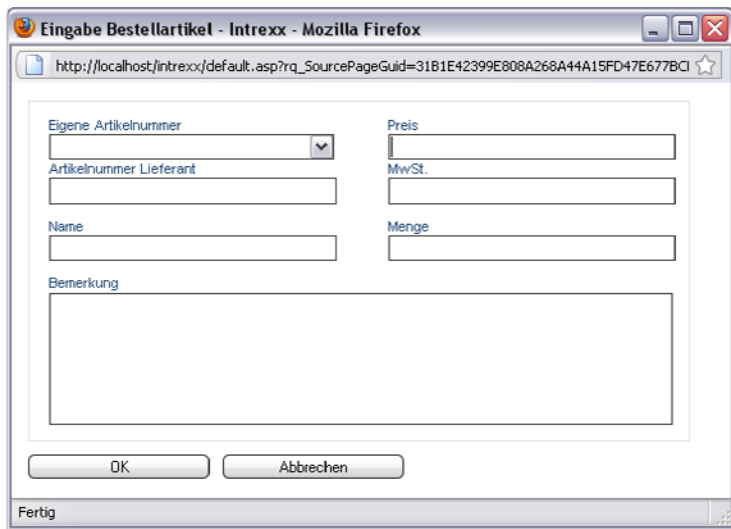 Eingabe Bestellartikel - Intrexx - Mozilla Firefox
http://localhost/intrexx/default.asp?rq_SourcePageGuid=31B1E42399E808A268A44A15FD47E677BCI
Eigene Artikelnummer
Preis
Artikelnummer Lieferant
MwSt.
Name
Menge
Bemerkung
OK
Abbrechen
Fertig